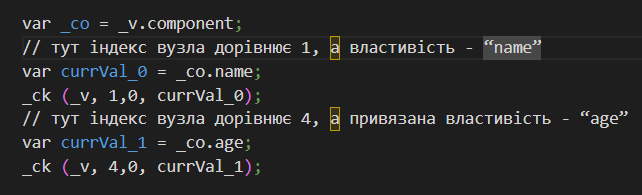 var _co = _v.component;
// тут індекс вузла дорівнює 1, а властивість - “name”
var currVal_0 = _co.name;
_ck (_v, 1,0, currVal_0);
// тут індекс вузла дорівнює 4, а привязана властивість - “age”
var currVal_1 = _co.age;
_ck (_v, 4,0, currVal_1);